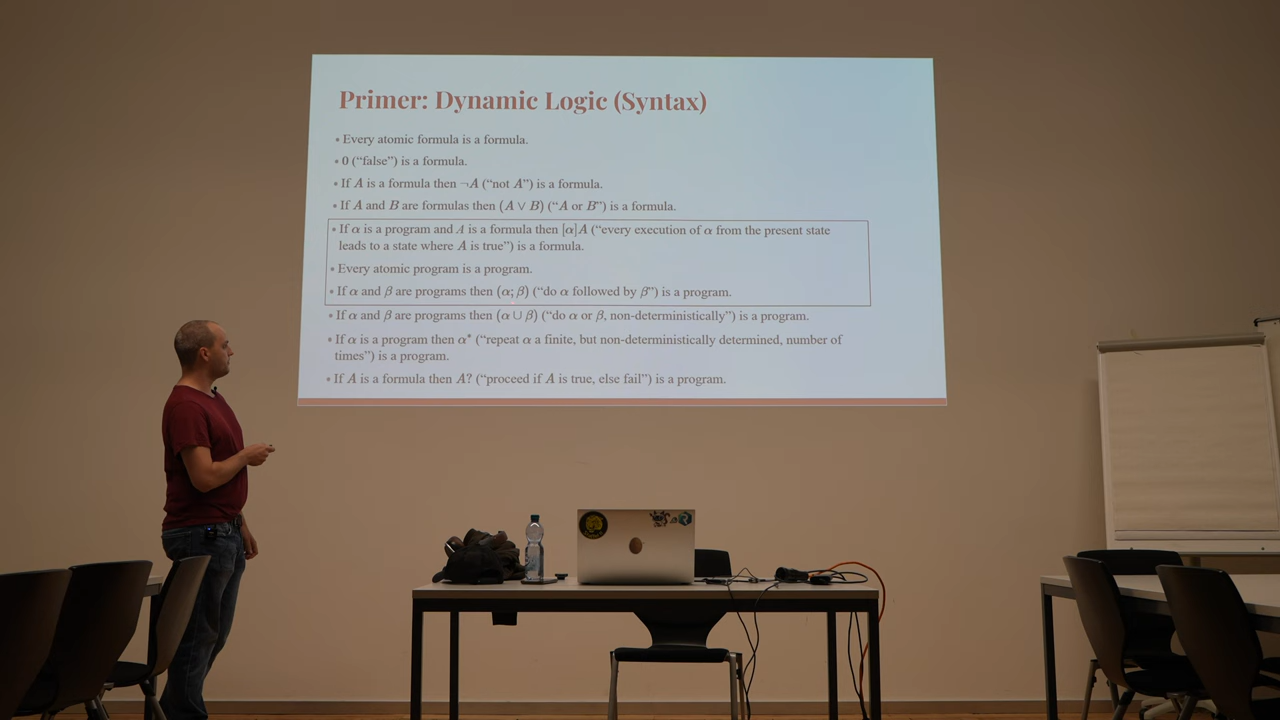 Primer: Dynamic Logic (Syntax)
• Every atomic formula is a formula.
• 0 (“false”) is a formula.
• If A is a formula then ¬A (“not A”) is a formula.
• If A and B are formulas then (A ∨ B) (“A or B”) is a formula.
• If α is a program and A is a formula then [α]A (“every execution of α from the present state
leads to a state where A is true”) is a formula.
• Every atomic program is a program.
• If α and β are programs then (α; β) (“do α followed by β”) is a program.
• If α and β are programs then (α ∪ β) (“do α or β, non-deterministically”) is a program.
• If α is a program then α* (“repeat α a finite, but non-deterministically determined, number of
times”) is a program.
• If A is a formula then A? (“proceed if A is true, else fail”) is a program.